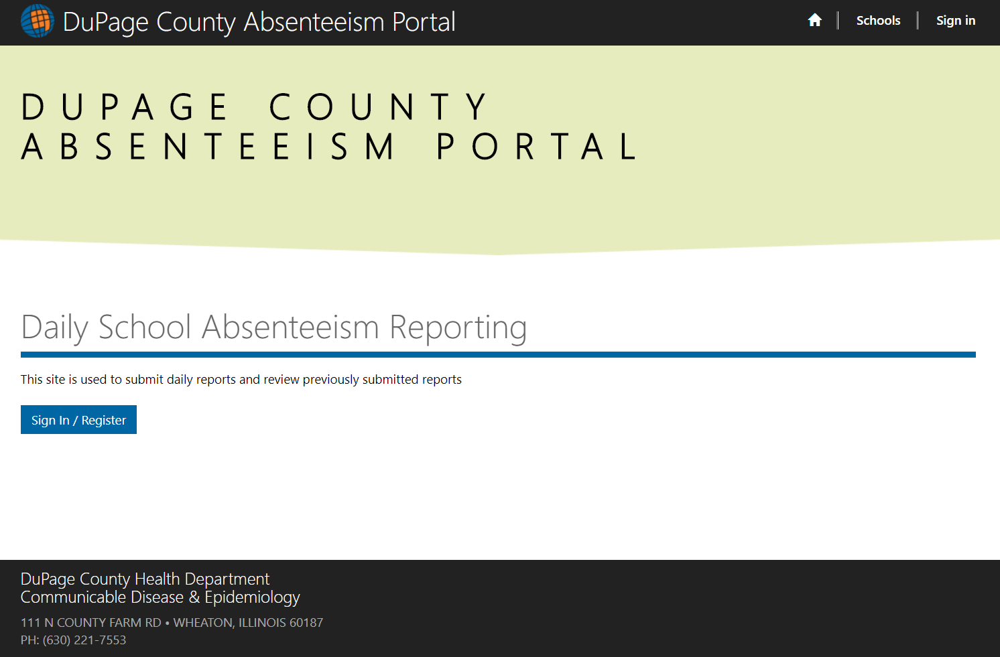 DuPage County Absenteeism Portal
Schools
Sign in
DUPAGE COUNTY
ABSENTEEISM PORTAL
Daily School Absenteeism Reporting
This site is used to submit daily reports and review previously submitted reports
Sign In / Register
DuPage County Health Department
Communicable Disease & Epidemiology
111 N COUNTY FARM RD • WHEATON, ILLINOIS 60187
PH: (630) 221-7553